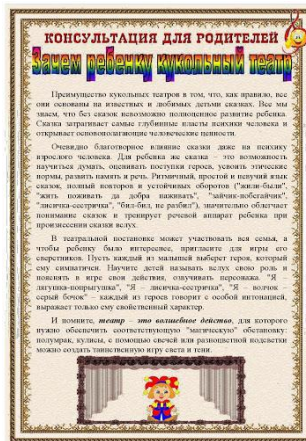 КОНСУЛЬТАЦИЯ ДЛЯ РОДИТЕЛЕЙ
Зачем ребенку кукольный театр
Преимущество кукольных театров в том, что, как правило, все
они основаны на известных и любимых детьми сказках. Все мы
знаем, что без сказок невозможно полноценное развитие ребенка.
Сказка затрагивает самые глубинные пласты психики человека и
открывает основополагающие человеческие ценности.
Очевидно благотворное влияние сказки даже на психику
взрослого человека. Для ребенка же сказка – это возможность
научиться думать, оценивать поступки героев, усвоить этические
нормы, развить память и речь. Ритмичный, простой и певучий язык
сказок, полный повторов и устойчивых оборотов ("жили-были",
"жить поживать да добра наживать", "зайчик-побегайчик",
"лисичка-сестричка", "бил-бил, не разбил"), значительно облегчает
понимание сказок и тренирует речевой аппарат ребенка при
произнесении сказки вслух.
В театральной постановке может участвовать вся семья, а
чтобы ребенку было интереснее, пригласите для игры его
сверстников. Пусть каждый из малышей выберет героя, который
ему симпатичен. Научите детей называть вслух свою роль и
пояснять в игре свои действия, озвучивать персонажа. "Я –
лягушка-попрыгушка", "Я – лисичка-сестричка", "Я – волчок -
серый бочок" – каждый из героев говорит с особой интонацией,
выражает только ему свойственный характер.
И помните, театр – это волшебное действо, для которого
нужно обеспечить соответствующую "магическую" обстановку:
полумрак, кулисы, с помощью свечей или разноцветной подсветки
можно создать таинственную игру света и тени.